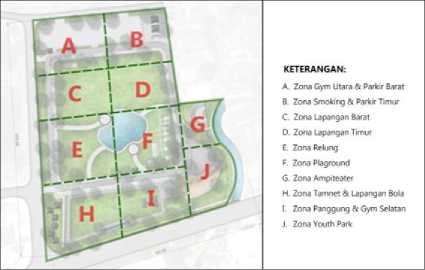 A
B
C
D
E
F
G
H
I
J
KETERANGAN:
A. Zona Gym Utara & Parkir Barat
B. Zona Smoking & Parkir Timur
C. Zona Lapangan Barat
D. Zona Lapangan Timur
E. Zona Relung
F. Zona Plaground
G. Zona Ampiteater
H. Zona Tamnet & Lapangan Bola
I. Zona Panggung & Gym Selatan
J. Zona Youth Park